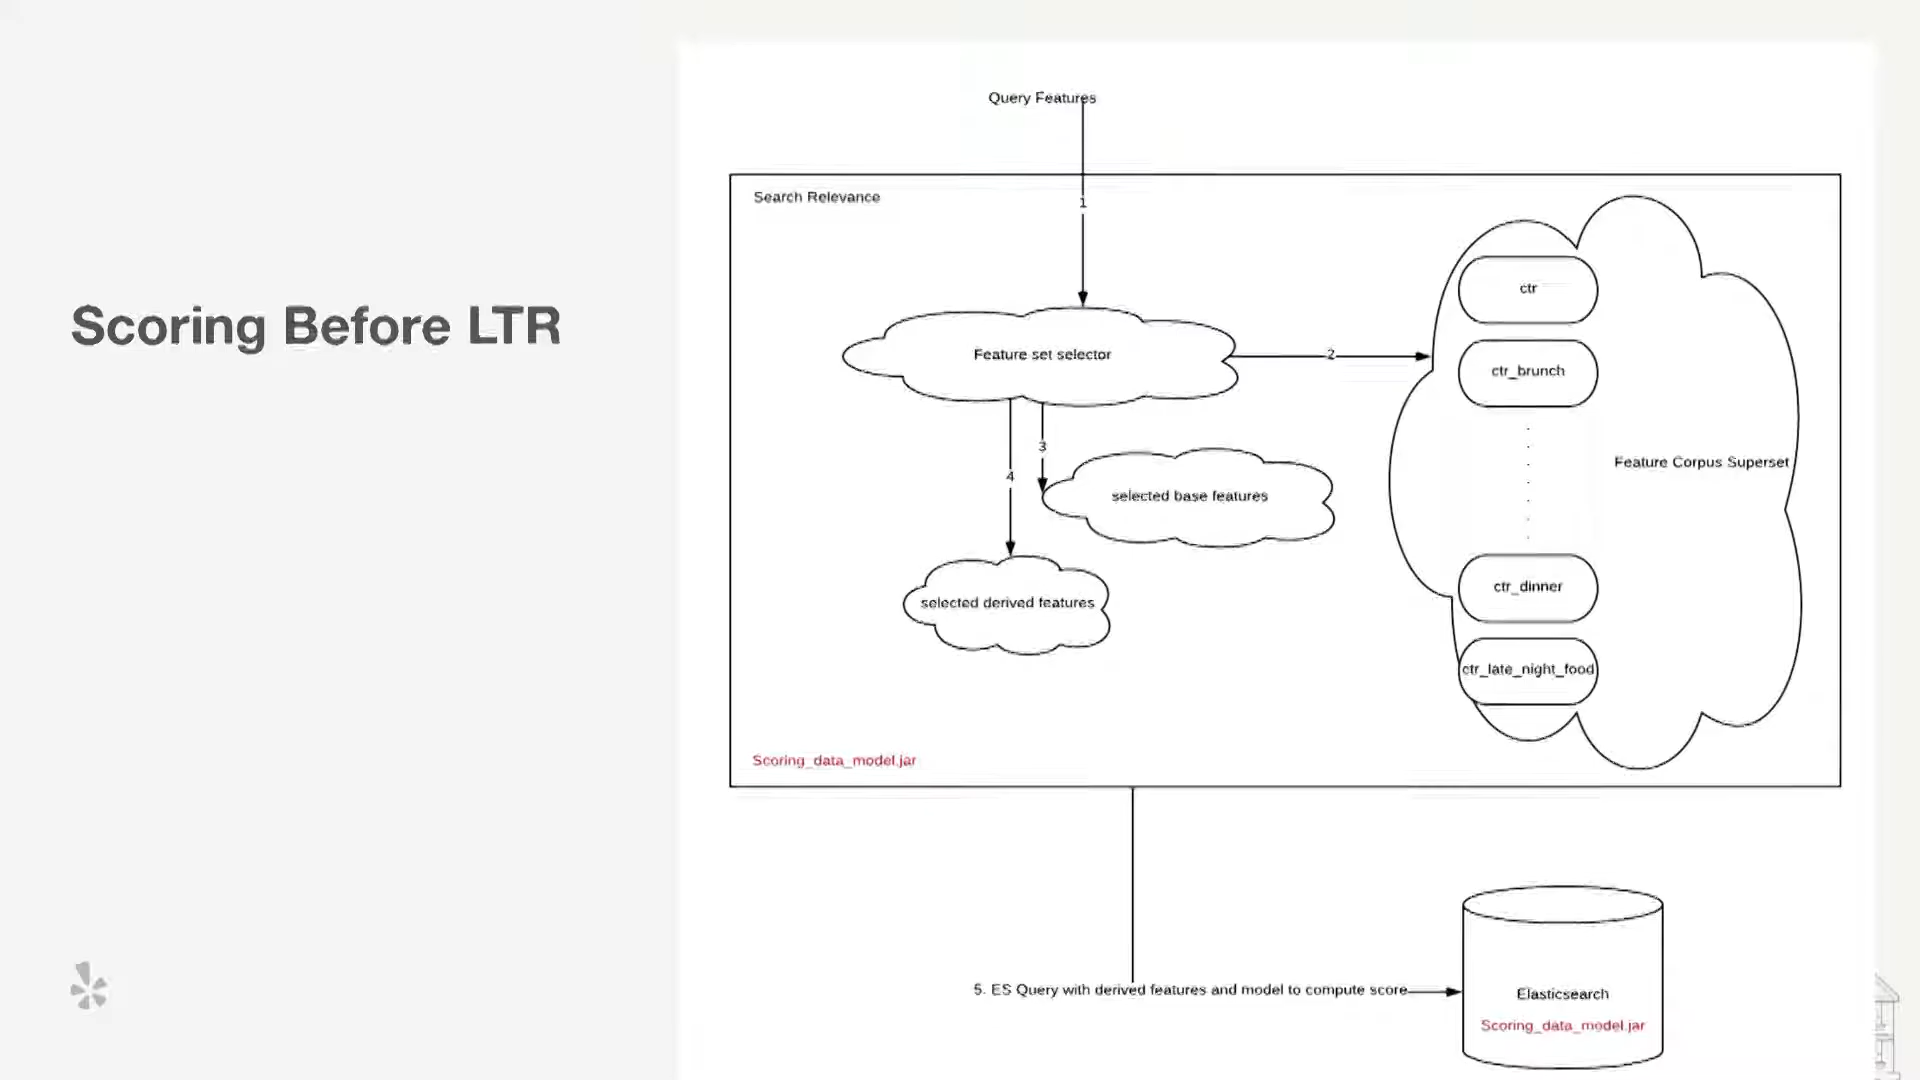 Scoring Before LTR
Query Features
Search Relevance
1
ctr
Feature set selector
2
ctr_brunch
3
4
Feature Corpus Superset
selected base features
ctr_dinner
selected derived features
ctr_late_night_food
Scoring_data_model.jar
5. ES Query with derived features and model to compute score
Elasticsearch
Scoring_data_model.jar